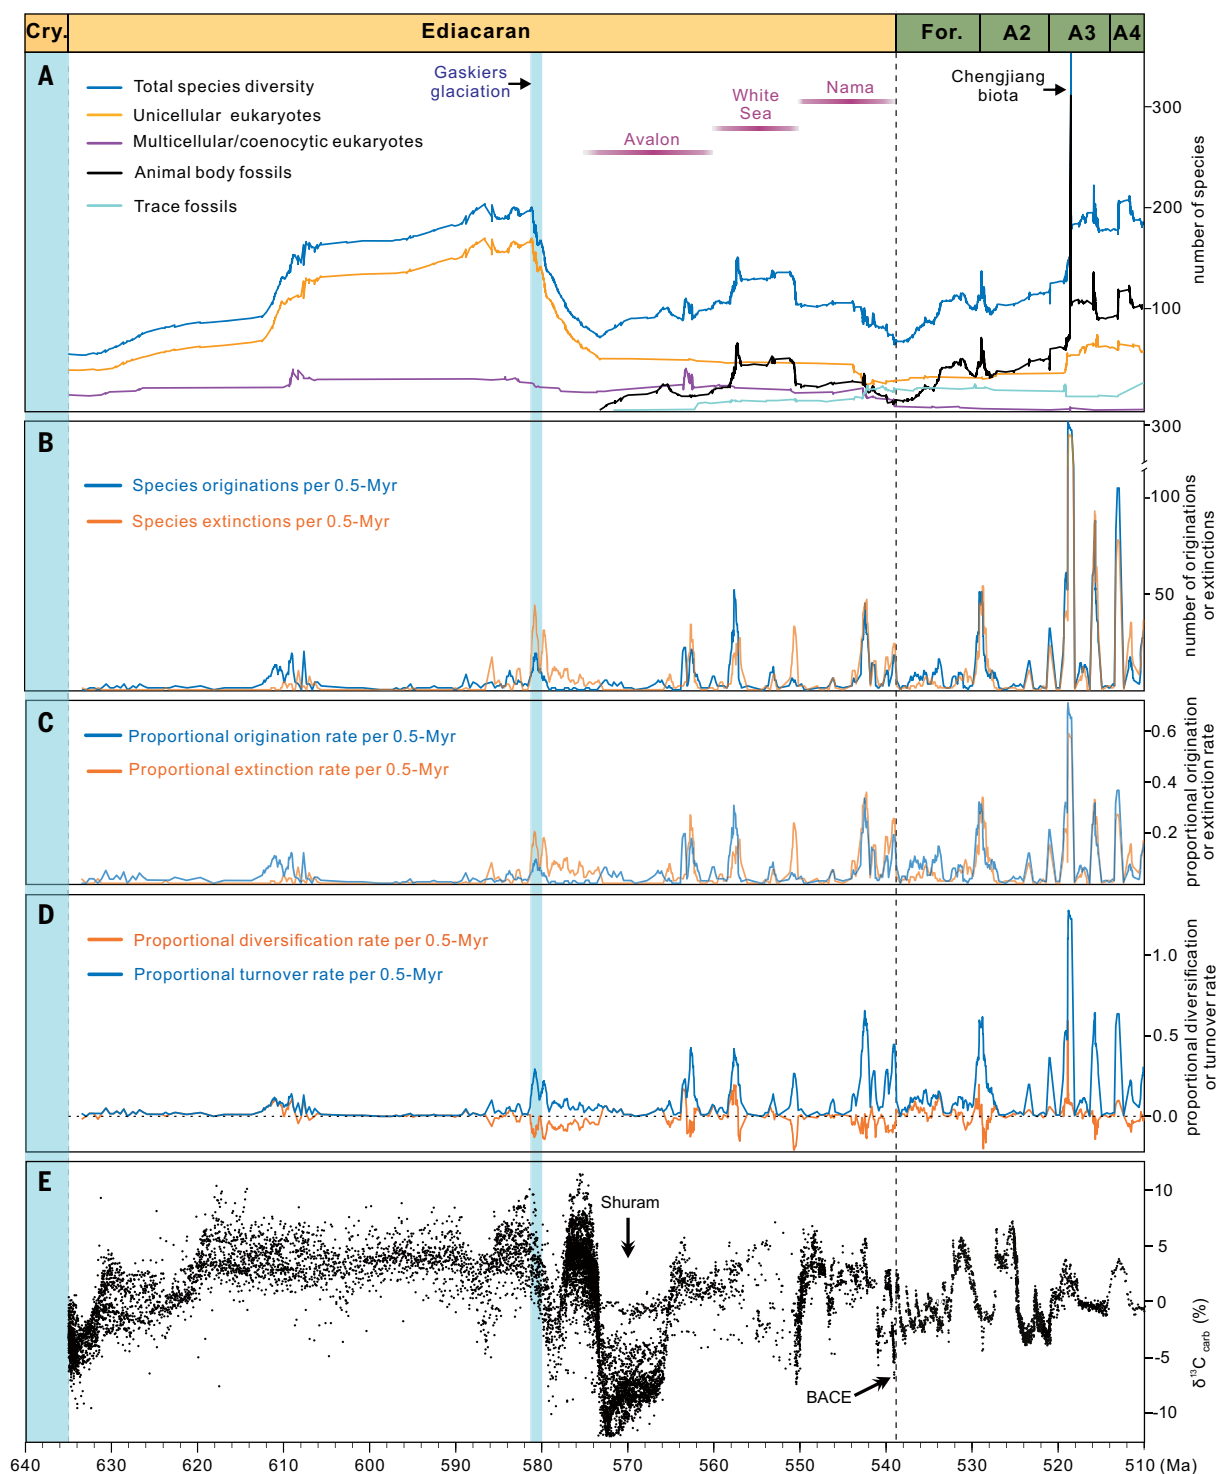 Cry. Ediacaran For. A2 A3 A4
A
Total species diversity
Unicellular eukaryotes
Multicellular/coenocytic eukaryotes
Animal body fossils
Trace fossils
Gaskiers
glaciation
Avalon
White
Sea
Nama
Chengjiang
biota
300
200
100
number of species
B
Species originations per 0.5-Myr
Species extinctions per 0.5-Myr
300
100
50
number of originations
or extinctions
C
Proportional origination rate per 0.5-Myr
Proportional extinction rate per 0.5-Myr
0.6
0.4
0.2
proportional origination
or extinction rate
D
Proportional diversification rate per 0.5-Myr
Proportional turnover rate per 0.5-Myr
1.0
0.5
0.0
proportional diversification
or turnover rate
E
Shuram
BACE
10
5
0
-5
-10
δ¹³C carb (%)
640 630 620 610 600 590 580 570 560 550 540 530 520 510 (Ma)